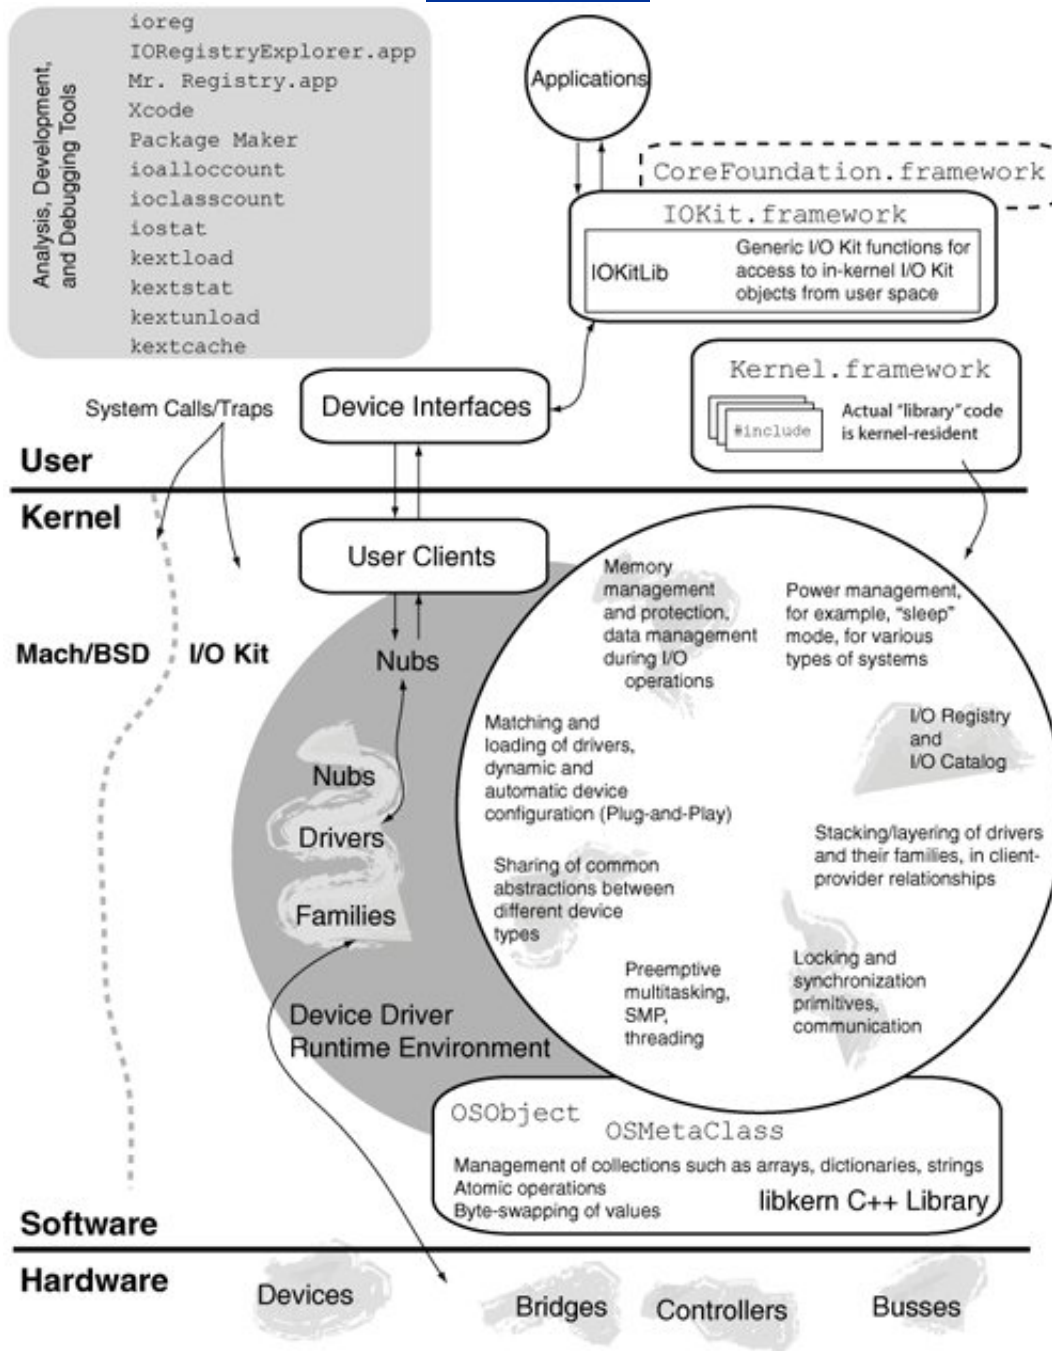 Analysis, Development,
and Debugging Tools
ioreg
IORegistryExplorer.app
Mr. Registry.app
Xcode
Package Maker
ioalloccount
ioclasscount
iostat
kextload
kextstat
kextunload
kextcache
Applications
CoreFoundation.framework
IOKit.framework
IOKitLib
Generic I/O Kit functions for
access to in-kernel I/O Kit
objects from user space
Kernel.framework
#include
Actual "library" code
is kernel-resident
System Calls/Traps
Device Interfaces
User
Kernel
User Clients
Mach/BSD
I/O Kit
Nubs
Nubs
Drivers
Families
Device Driver
Runtime Environment
Memory
management
and protection,
data management
during I/O
operations
Power management,
for example, "sleep"
mode, for various
types of systems
Matching and
loading of drivers,
dynamic and
automatic device
configuration (Plug-and-Play)
I/O Registry
and
I/O Catalog
Stacking/layering of drivers
and their families, in client-
provider relationships
Sharing of common
abstractions between
different device
types
Preemptive
multitasking,
SMP,
threading
Locking and
synchronization
primitives,
communication
OSObject
OSMetaClass
Management of collections such as arrays, dictionaries, strings
Atomic operations
Byte-swapping of values
libkern C++ Library
Software
Hardware
Devices
Bridges
Controllers
Busses